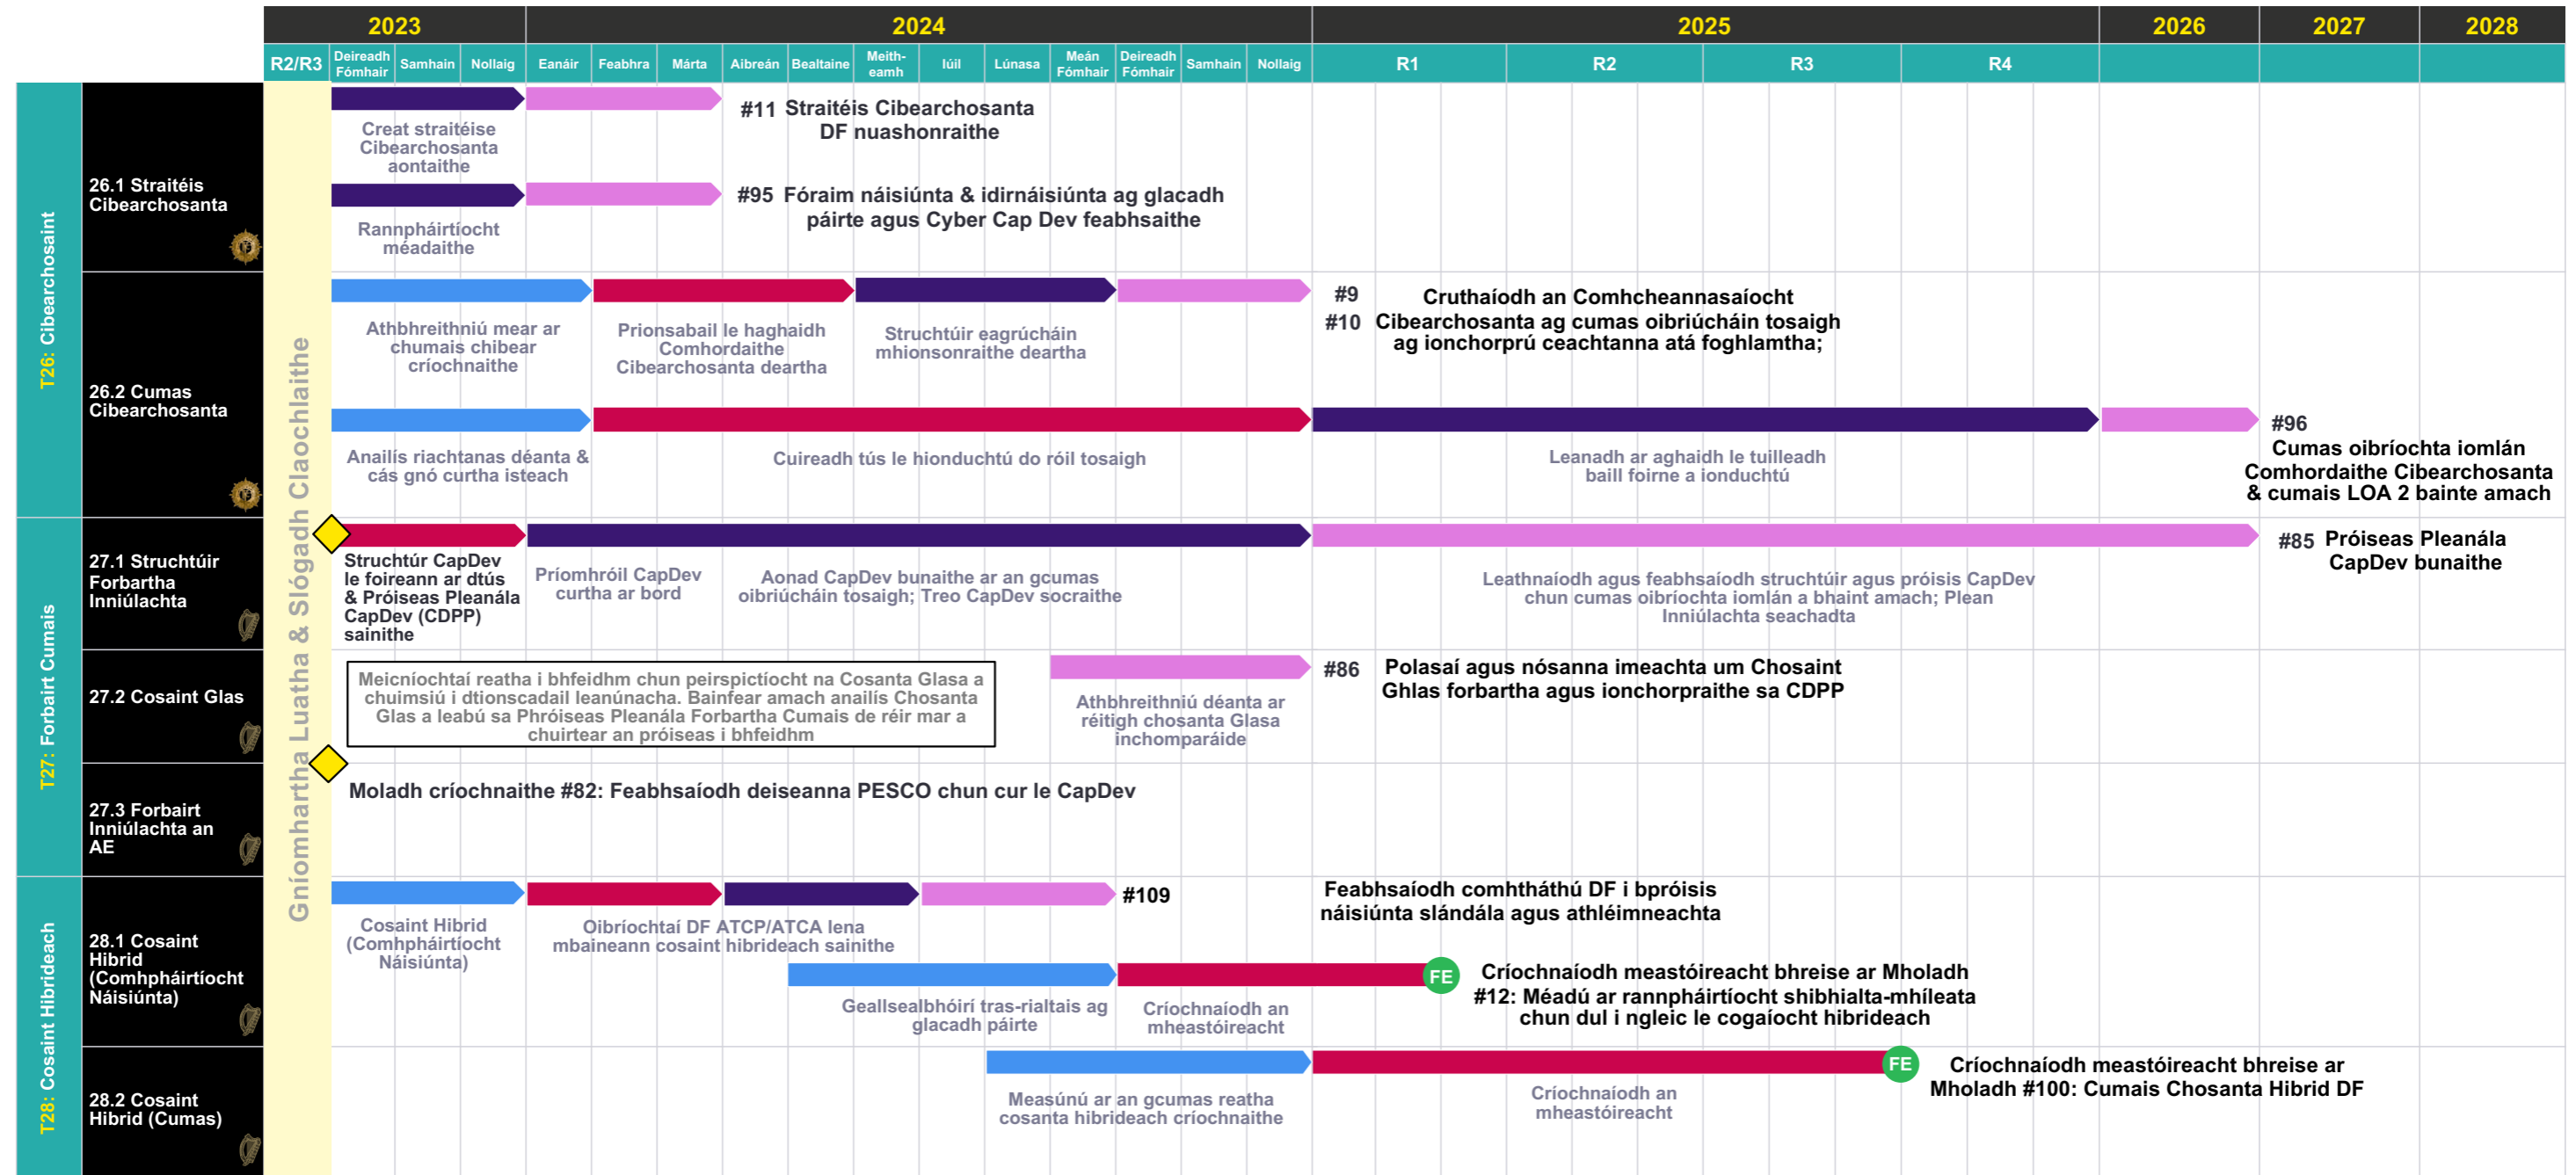 2023
2024
2025
2026
2027
2028
R2/R3
Deireadh
Fómhair
Samhain
Nollaig
Eanáir
Feabhra
Márta
Aibreán
Bealtaine
Meith-
eamh
Iúil
Lúnasa
Meán
Fómhair
Deireadh
Fómhair
Samhain
Nollaig
R1
R2
R3
R4
Gníomhartha Luatha & Slógadh Claochlaithe
T26: Cibearchosaint
26.1 Straitéis
Cibearchosanta
Creat straitéise
Cibearchosanta
aontaithe
#11 Straitéis Cibearchosanta
DF nuashonraithe
Rannpháirtíocht
méadaithe
#95 Fóraim náisiúnta & idirnáisiúnta ag glacadh
páirte agus Cyber Cap Dev feabhsaithe
26.2 Cumas
Cibearchosanta
Athbhreithniú mear ar
chumais chibear
críochnaithe
Prionsabail le haghaidh
Comhordaithe
Cibearchosanta deartha
Struchtúir eagrúcháin
mhionsonraithe deartha
#9 Cruthaíodh an Comhcheannasaíocht
#10 Cibearchosanta ag cumas oibriúcháin tosaigh
ag ionchorprú ceachtanna atá foghlamtha;
Anailís riachtanas déanta &
cás gnó curtha isteach
Cuireadh tús le hionduchtú do róil tosaigh
Leanadh ar aghaidh le tuilleadh
baill foirne a ionduchtú
#96
Cumas oibríochta iomlán
Comhordaithe Cibearchosanta
& cumais LOA 2 bainte amach
T27: Forbairt Cumais
27.1 Struchtúir
Forbartha
Inniúlachta
Struchtúr CapDev
le foireann ar dtús
& Próiseas Pleanála
CapDev (CDPP)
sainithe
Príomhróil CapDev
curtha ar bord
Aonad CapDev bunaithe ar an gcumas
oibriúcháin tosaigh; Treo CapDev socraithe
Leathnaíodh agus feabhsaíodh struchtúir agus próisis CapDev
chun cumas oibríochta iomlán a bhaint amach; Plean
Inniúlachta seachadta
#85 Próiseas Pleanála
CapDev bunaithe
27.2 Cosaint Glas
Meicníochtaí reatha i bhfeidhm chun peirspictíocht na Cosanta Glasa a
chuimsiú i dtionscadail leanúnacha. Bainfear amach anailís Chosanta
Glas a leabú sa Phróiseas Pleanála Forbartha Cumais de réir mar a
chuirtear an próiseas i bhfeidhm
Athbhreithniú déanta ar
réitigh chosanta Glasa
inchomparáide
#86 Polasaí agus nósanna imeachta um Chosaint
Ghlas forbartha agus ionchorpraithe sa CDPP
27.3 Forbairt
Inniúlachta an
AE
Moladh críochnaithe #82: Feabhsaíodh deiseanna PESCO chun cur le CapDev
T28: Cosaint Hibrideach
28.1 Cosaint
Hibrid
(Comhpháirtíocht
Náisiúnta)
Cosaint Hibrid
(Comhpháirtíocht
Náisiúnta)
Oibríochtaí DF ATCP/ATCA lena
mbaineann cosaint hibrideach sainithe
#109
Feabhsaíodh comhtháthú DF i bpróisis
náisiúnta slándála agus athléimneachta
Geallsealbhóirí tras-rialtais ag
glacadh páirte
Críochnaíodh an
mheastóireacht
FE
Críochnaíodh meastóireacht bhreise ar Mholadh
#12: Méadú ar rannpháirtíocht shibhialta-mhíleata
chun dul i ngleic le cogaíocht hibrideach
28.2 Cosaint
Hibrid (Cumas)
Measúnú ar an gcumas reatha
cosanta hibrideach críochnaithe
Críochnaíodh an
mheastóireacht
FE
Críochnaíodh meastóireacht bhreise ar
Mholadh #100: Cumais Chosanta Hibrid DF